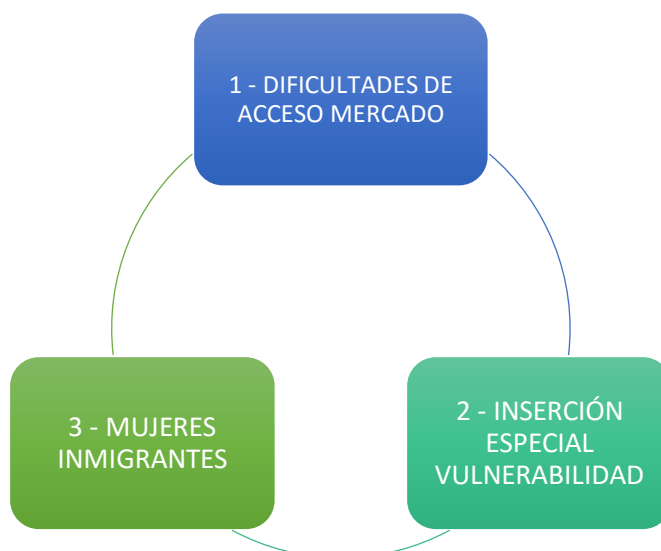 1 - DIFICULTADES DE
ACCESO MERCADO
2 - INSERCIÓN
ESPECIAL
VULNERABILIDAD
3 - MUJERES
INMIGRANTES